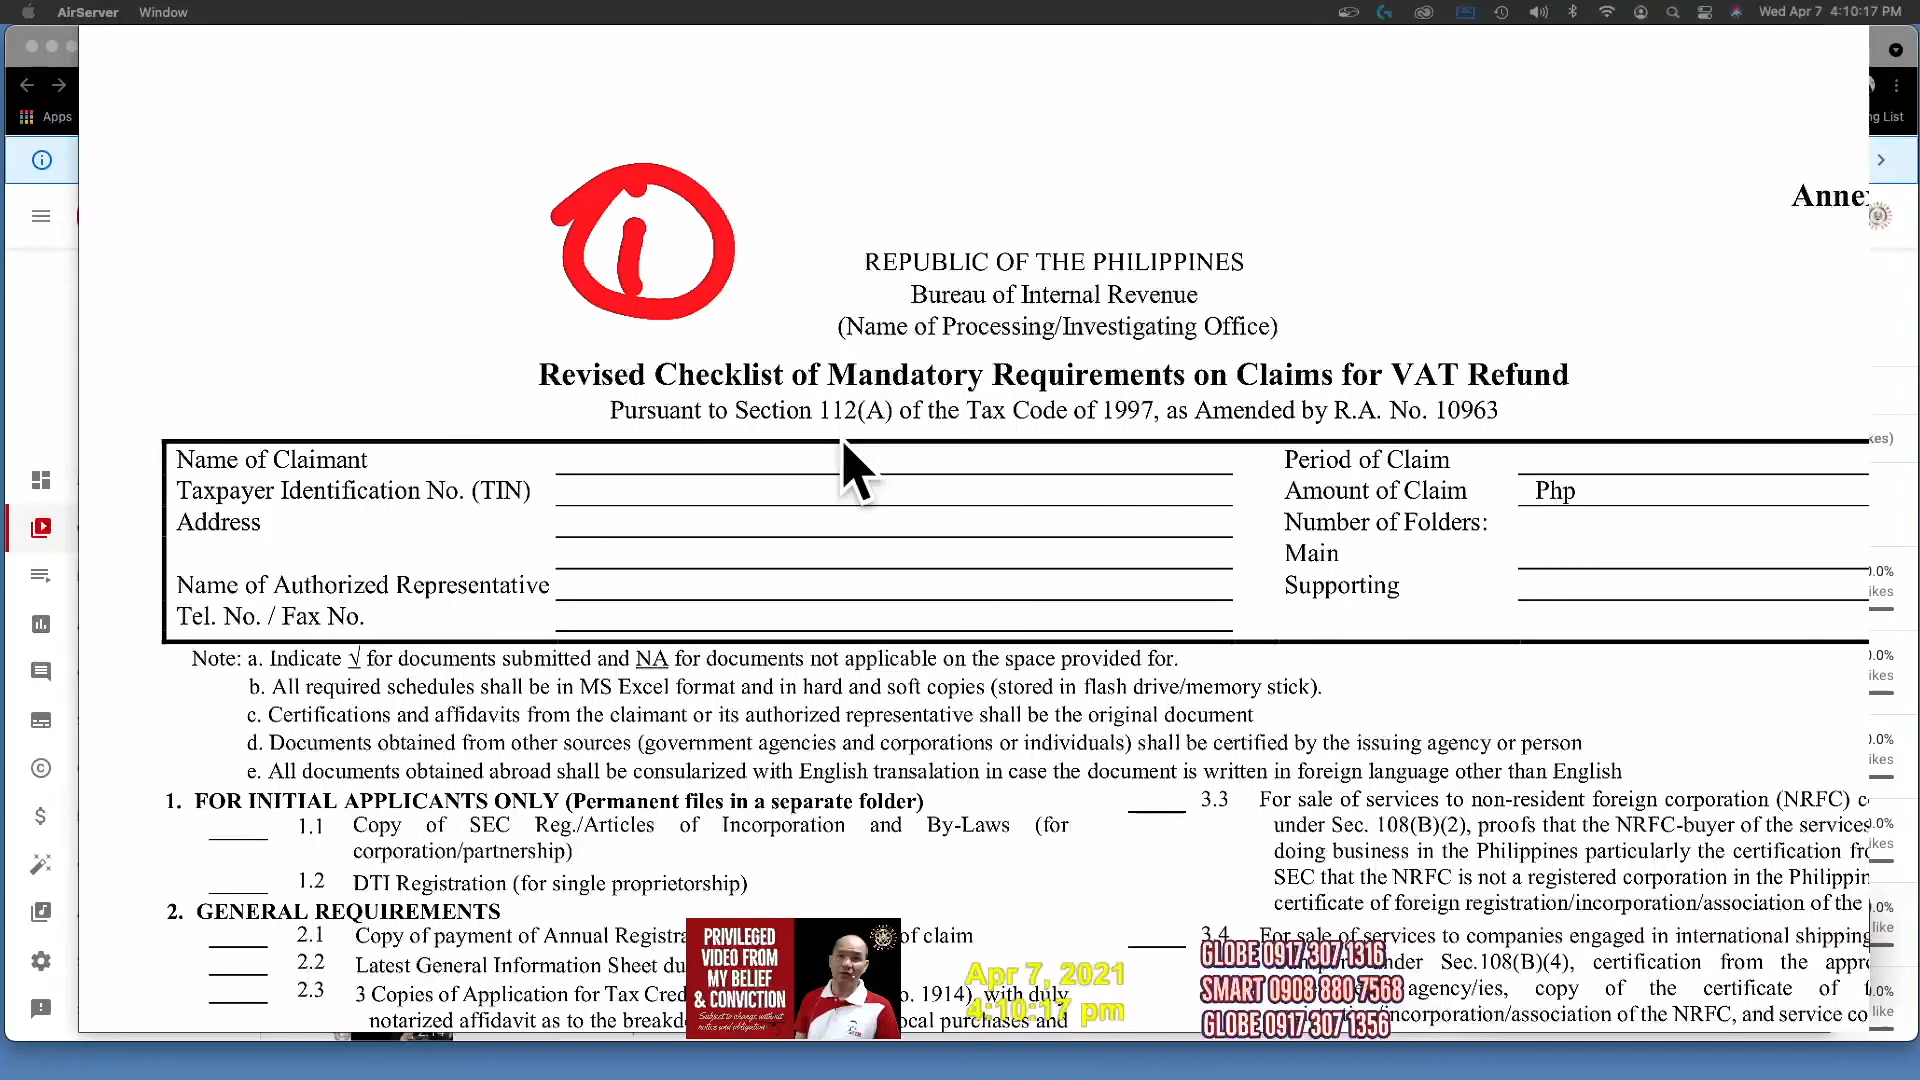 AirServer Window
Wed Apr 7 4:10:17 PM
Apps
REPUBLIC OF THE PHILIPPINES
Bureau of Internal Revenue
(Name of Processing/Investigating Office)
Revised Checklist of Mandatory Requirements on Claims for VAT Refund
Pursuant to Section 112(A) of the Tax Code of 1997, as Amended by R.A. No. 10963
Name of Claimant
Taxpayer Identification No. (TIN)
Address
Name of Authorized Representative
Tel. No. / Fax No.
Period of Claim
Amount of Claim Php
Number of Folders:
Main
Supporting
Note: a. Indicate √ for documents submitted and NA for documents not applicable on the space provided for.
b. All required schedules shall be in MS Excel format and in hard and soft copies (stored in flash drive/memory stick).
c. Certifications and affidavits from the claimant or its authorized representative shall be the original document
d. Documents obtained from other sources (government agencies and corporations or individuals) shall be certified by the issuing agency or person
e. All documents obtained abroad shall be consularized with English transalation in case the document is written in foreign language other than English
1. FOR INITIAL APPLICANTS ONLY (Permanent files in a separate folder)
1.1 Copy of SEC Reg./Articles of Incorporation and By-Laws (for
corporation/partnership)
1.2 DTI Registration (for single proprietorship)
2. GENERAL REQUIREMENTS
2.1 Copy of payment of Annual Registra of claim
2.2 Latest General Information Sheet du
2.3 3 Copies of Application for Tax Cred o. 1914), with duly
notarized affidavit as to the breakd ocal purchases and
3.3 For sale of services to non-resident foreign corporation (NRFC)
under Sec. 108(B)(2), proofs that the NRFC-buyer of the services
doing business in the Philippines particularly the certification
SEC that the NRFC is not a registered corporation in the Philippin
certificate of foreign registration/incorporation/association of the
3.4 For sale of services to companies engaged in international shipping
under Sec.108(B)(4), certification from the appr
agency/ies, copy of the certificate of
incorporation/association of the NRFC, and service co
PRIVILEGED
VIDEO FROM
MY BELIEF
& CONVICTION
Subject to change without
notice and obligation
Apr 7, 2021
4:10:17 pm
GLOBE 0917 307 1316
SMART 0908 880 7568
GLOBE 0917 307 1356